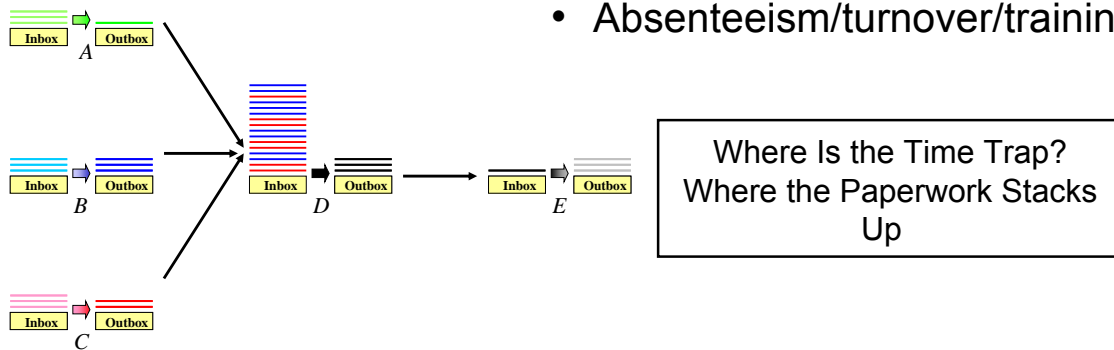 • Absenteeism/turnover/trainin
Inbox Outbox
A
Inbox Outbox
B
Inbox Outbox
D
Inbox Outbox
E
Where Is the Time Trap?
Where the Paperwork Stacks
Up
Inbox Outbox
C